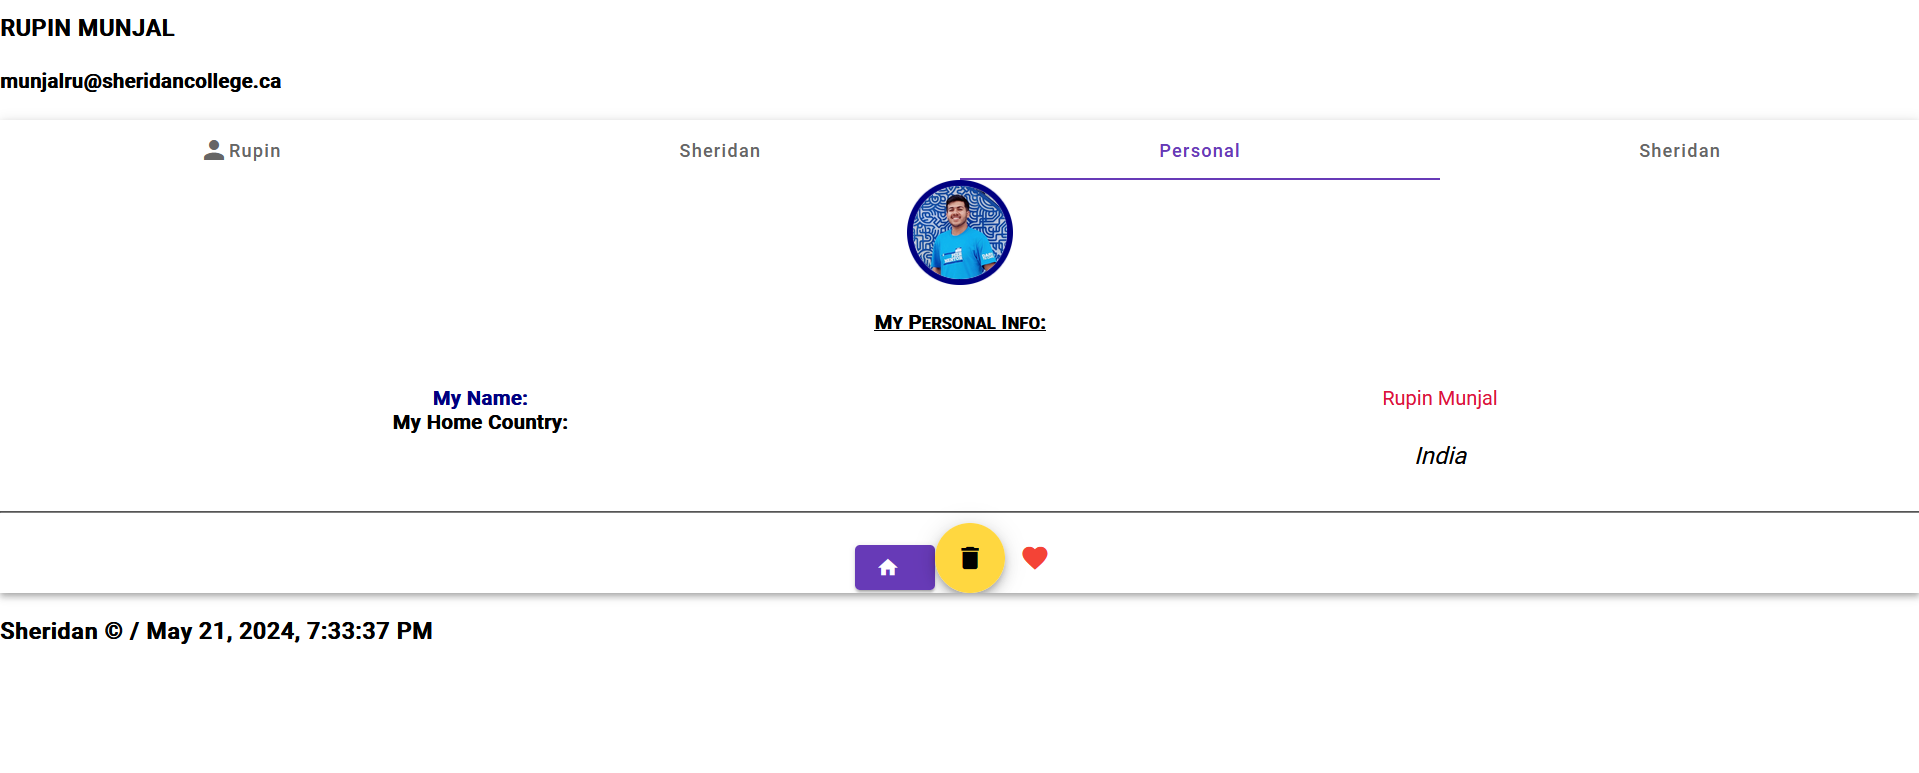 RUPIN MUNJAL
munjalru@sheridancollege.ca
Rupin Sheridan Personal Sheridan
My Personal Info:
My Name: Rupin Munjal
My Home Country:
India
Sheridan © / May 21, 2024, 7:33:37 PM